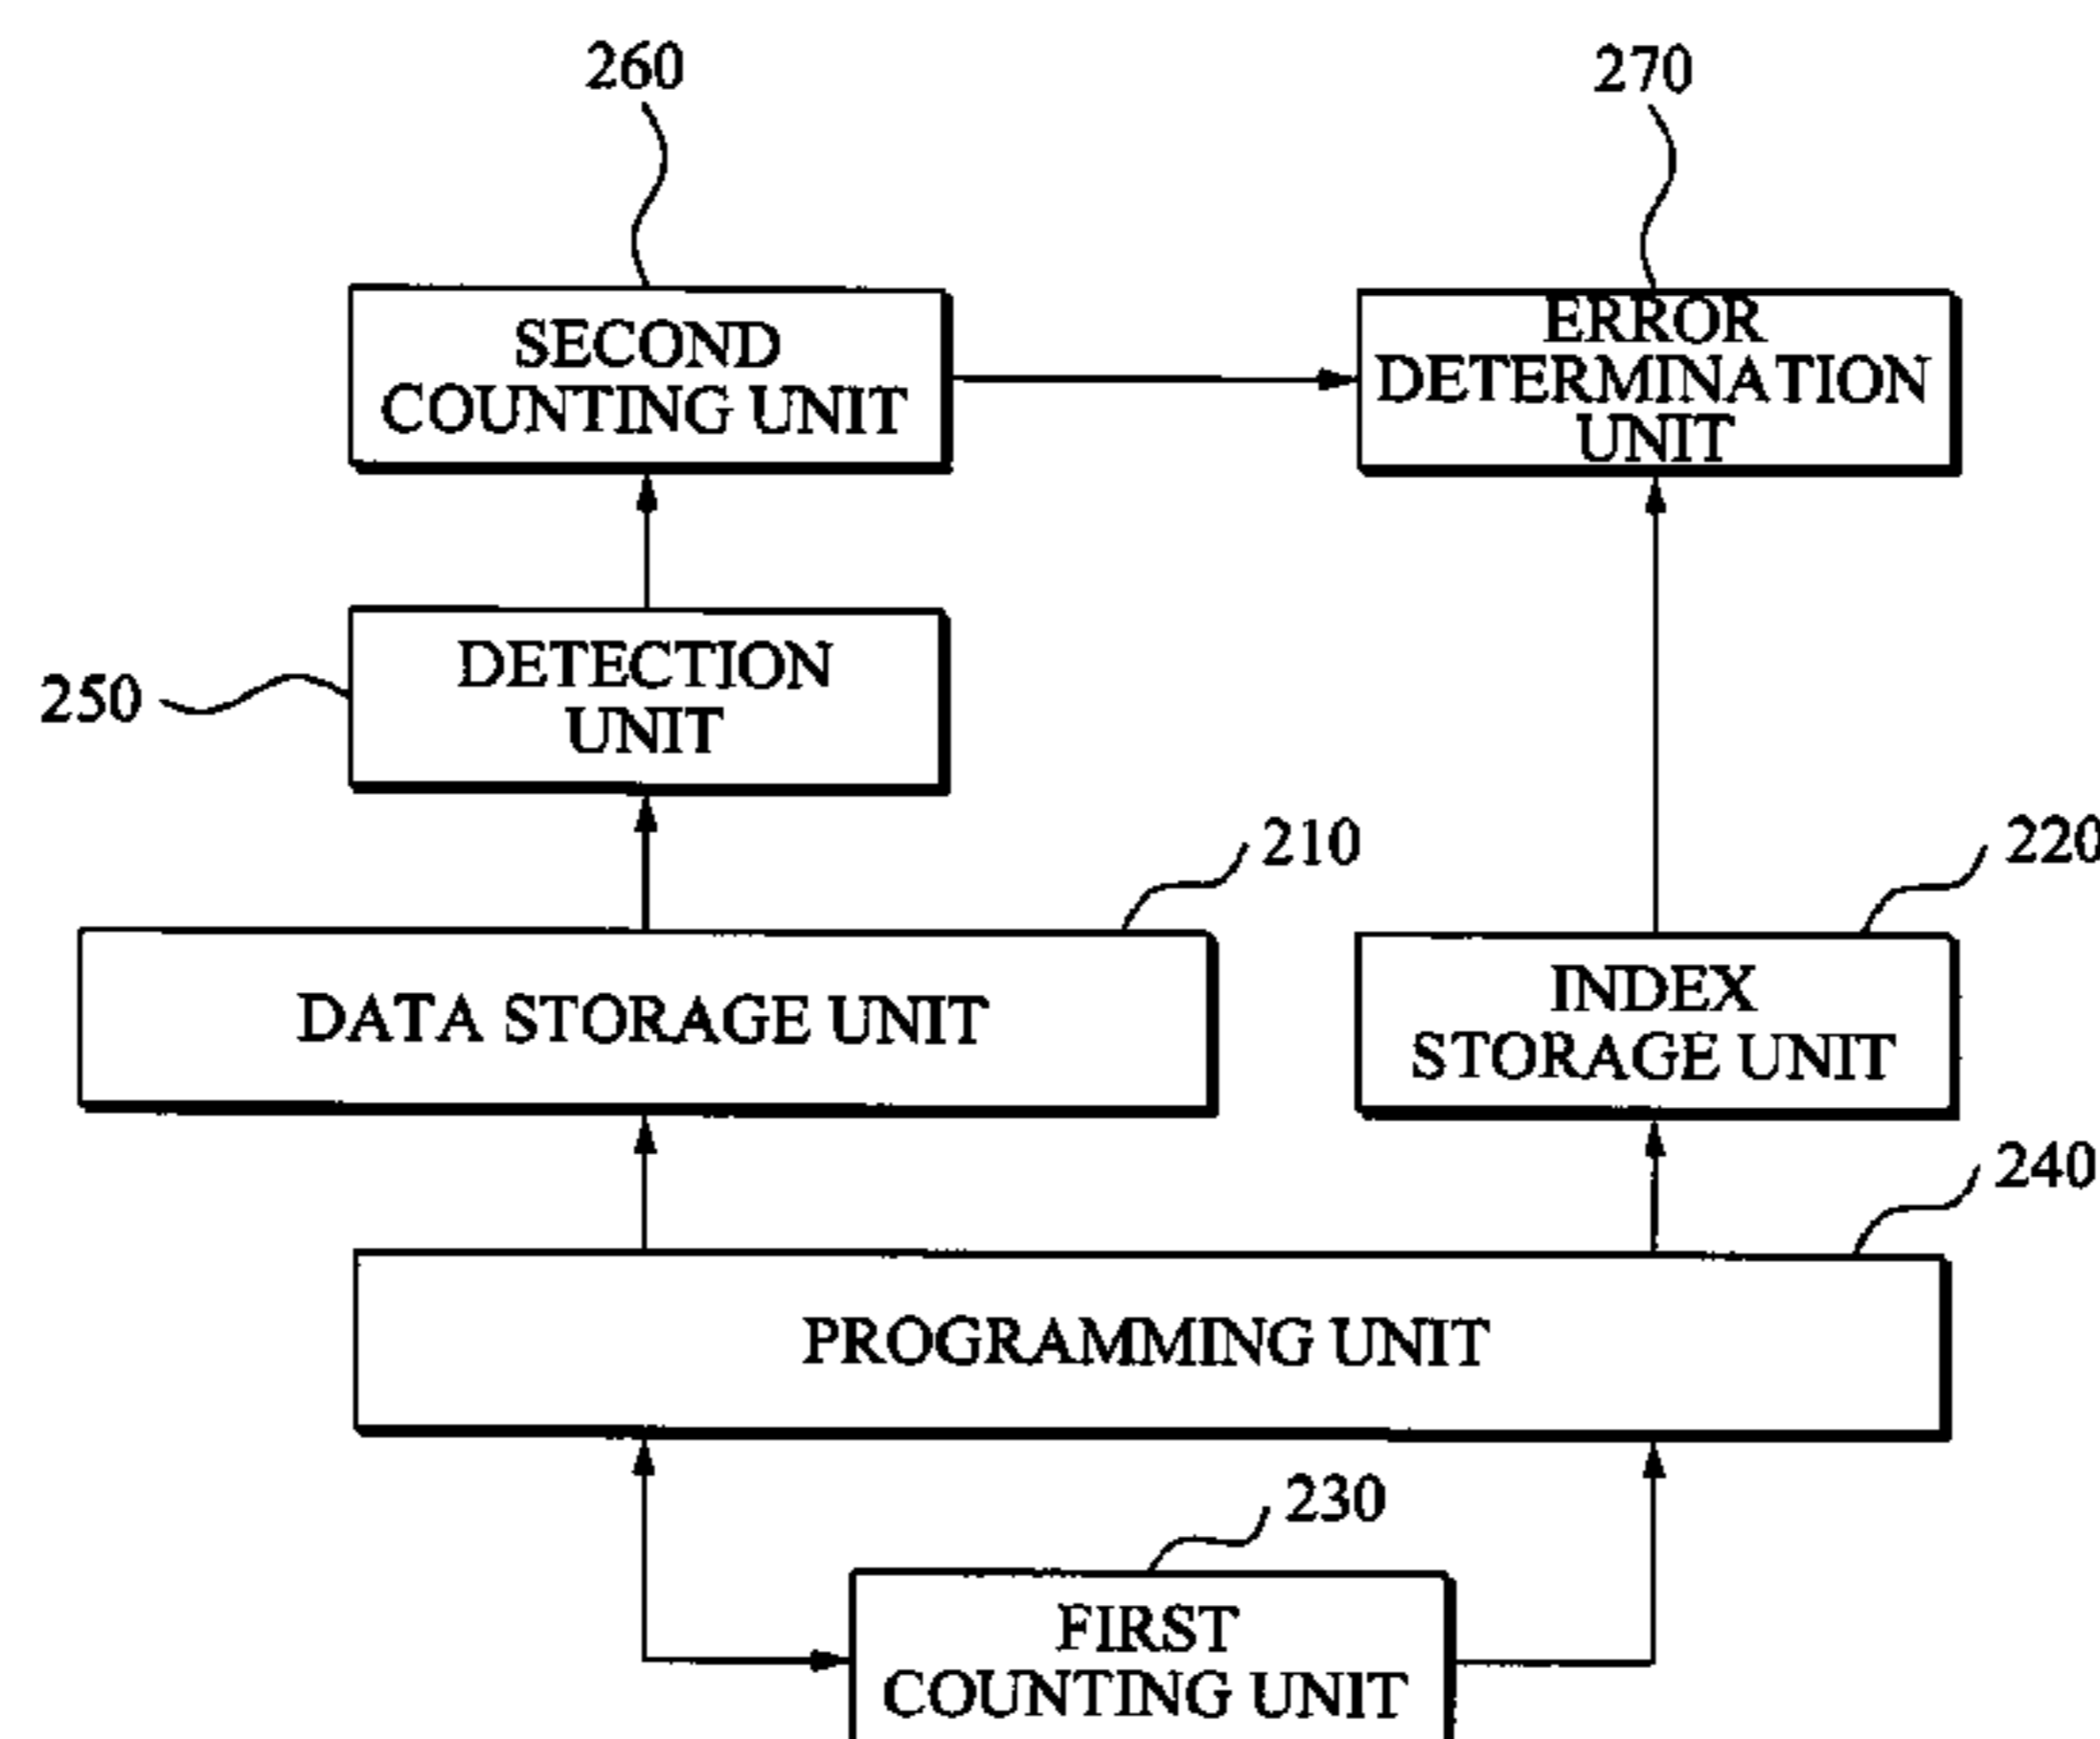 260
270
SECOND
COUNTING UNIT
ERROR
DETERMINATION
UNIT
250
DETECTION
UNIT
210
220
DATA STORAGE UNIT
INDEX
STORAGE UNIT
240
PROGRAMMING UNIT
230
FIRST
COUNTING UNIT